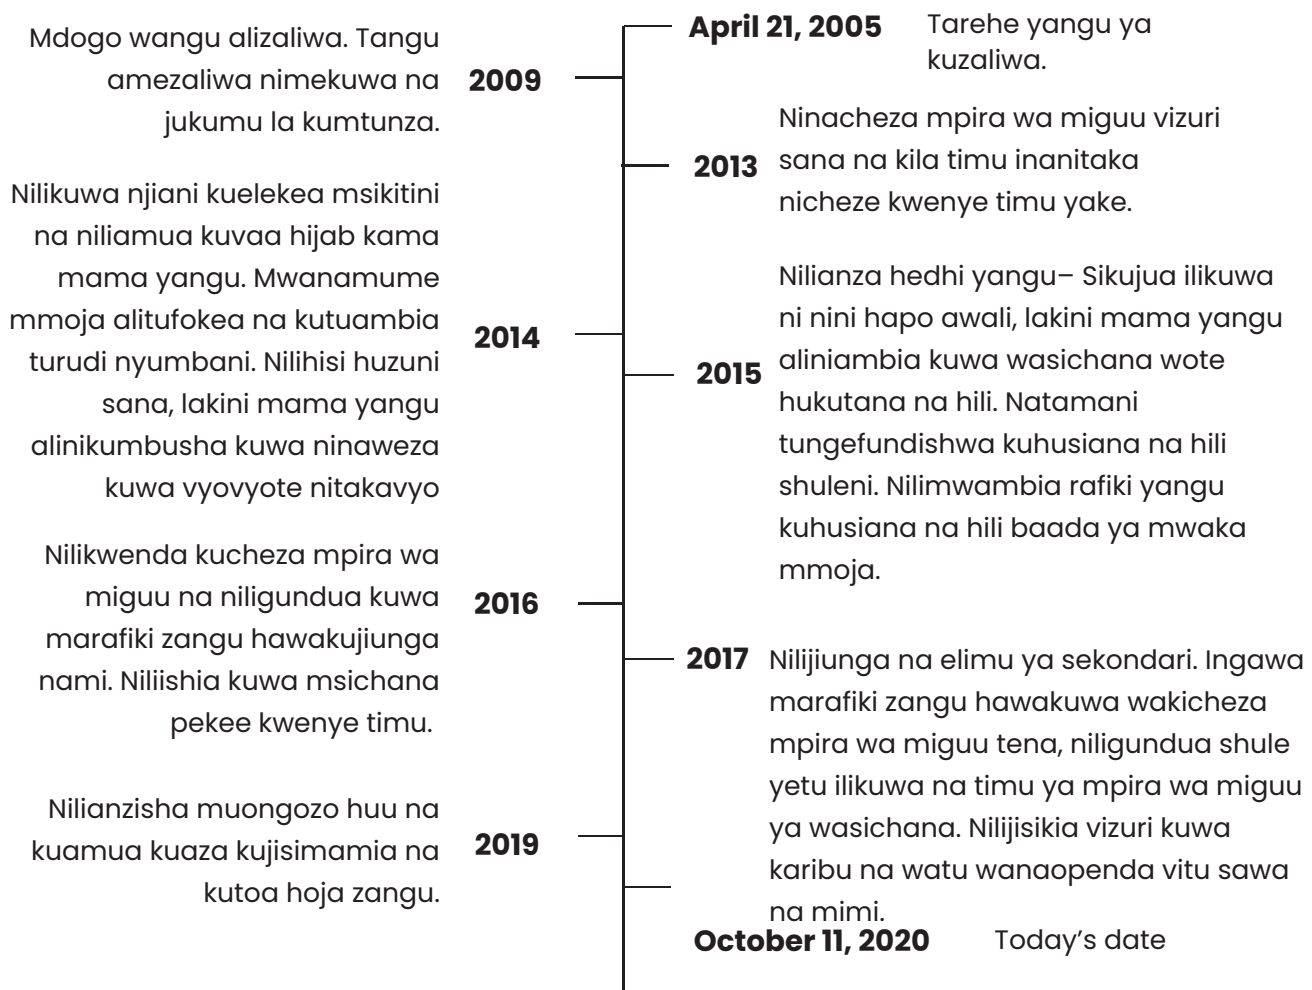 April 21, 2005 Tarehe yangu ya
kuzaliwa.
Mdogo wangu alizaliwa. Tangu
amezaliwa nimekuwa na
jukumu la kumtunza.
2009
2013
Ninacheza mpira wa miguu vizuri
sana na kila timu inanitaka
nicheze kwenye timu yake.
Nilikuwa njiani kuelekea msikitini
na niliamua kuvaa hijab kama
mama yangu. Mwanamume
mmoja alitufokea na kutuambia
turudi nyumbani. Nilihisi huzuni
sana, lakini mama yangu
alinikumbusha kuwa ninaweza
kuwa vyovyote nitakavyo
2014
2015
Nilianza hedhi yangu– Sikujua ilikuwa
ni nini hapo awali, lakini mama yangu
aliniambia kuwa wasichana wote
hukutana na hili. Natamani
tungefundishwa kuhusiana na hili
shuleni. Nilimwambia rafiki yangu
kuhusiana na hili baada ya mwaka
mmoja.
Nilikwenda kucheza mpira wa
miguu na niligundua kuwa
marafiki zangu hawakujiunga
nami. Niliishia kuwa msichana
pekee kwenye timu.
2016
2017
Nilijiunga na elimu ya sekondari. Ingawa
marafiki zangu hawakuwa wakicheza
mpira wa miguu tena, niligundua shule
yetu ilikuwa na timu ya mpira wa miguu
ya wasichana. Nilijisikia vizuri kuwa
karibu na watu wanaopenda vitu sawa
na mimi.
Nilianzisha muongozo huu na
kuamua kuaza kujisimamia na
kutoa hoja zangu.
2019
October 11, 2020 Today’s date